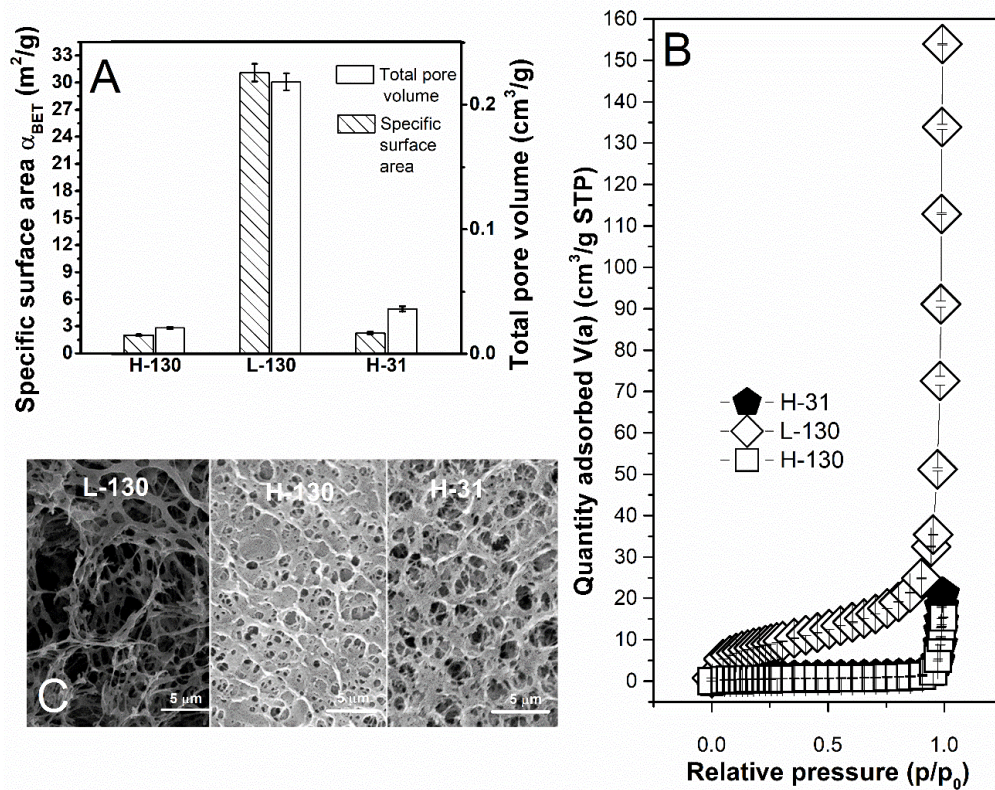 A
Specific surface area α_BET (m²/g)
33
30
27
24
21
18
15
12
9
6
3
0
Total pore
volume
Specific
surface
area
H-130
L-130
H-31
0.2
0.1
0.0
Total pore volume (cm³/g)
B
Quantity adsorbed V(a) (cm³/g STP)
160
150
140
130
120
110
100
90
80
70
60
50
40
30
20
10
0
H-31
L-130
H-130
0.0
0.5
1.0
Relative pressure (p/p₀)
L-130
H-130
H-31
C
5 μm
5 μm
5 μm